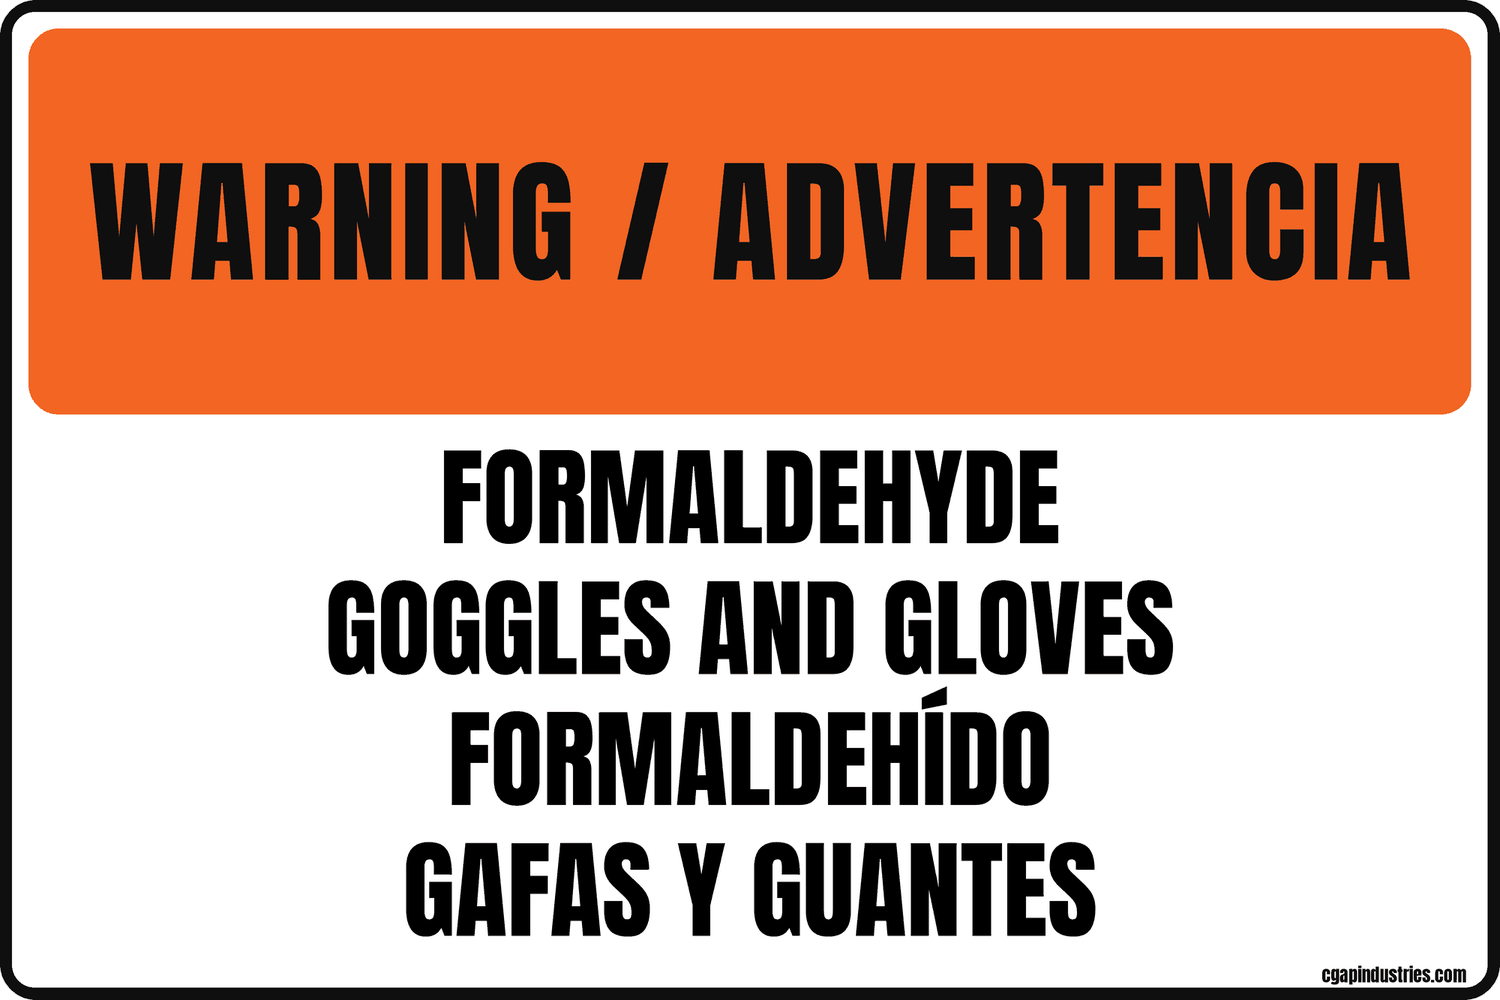 WARNING / ADVERTENCIA
FORMALDEHYDE
GOGGLES AND GLOVES
FORMALDEHÍDO
GAFAS Y GUANTES
cgapindustries.com